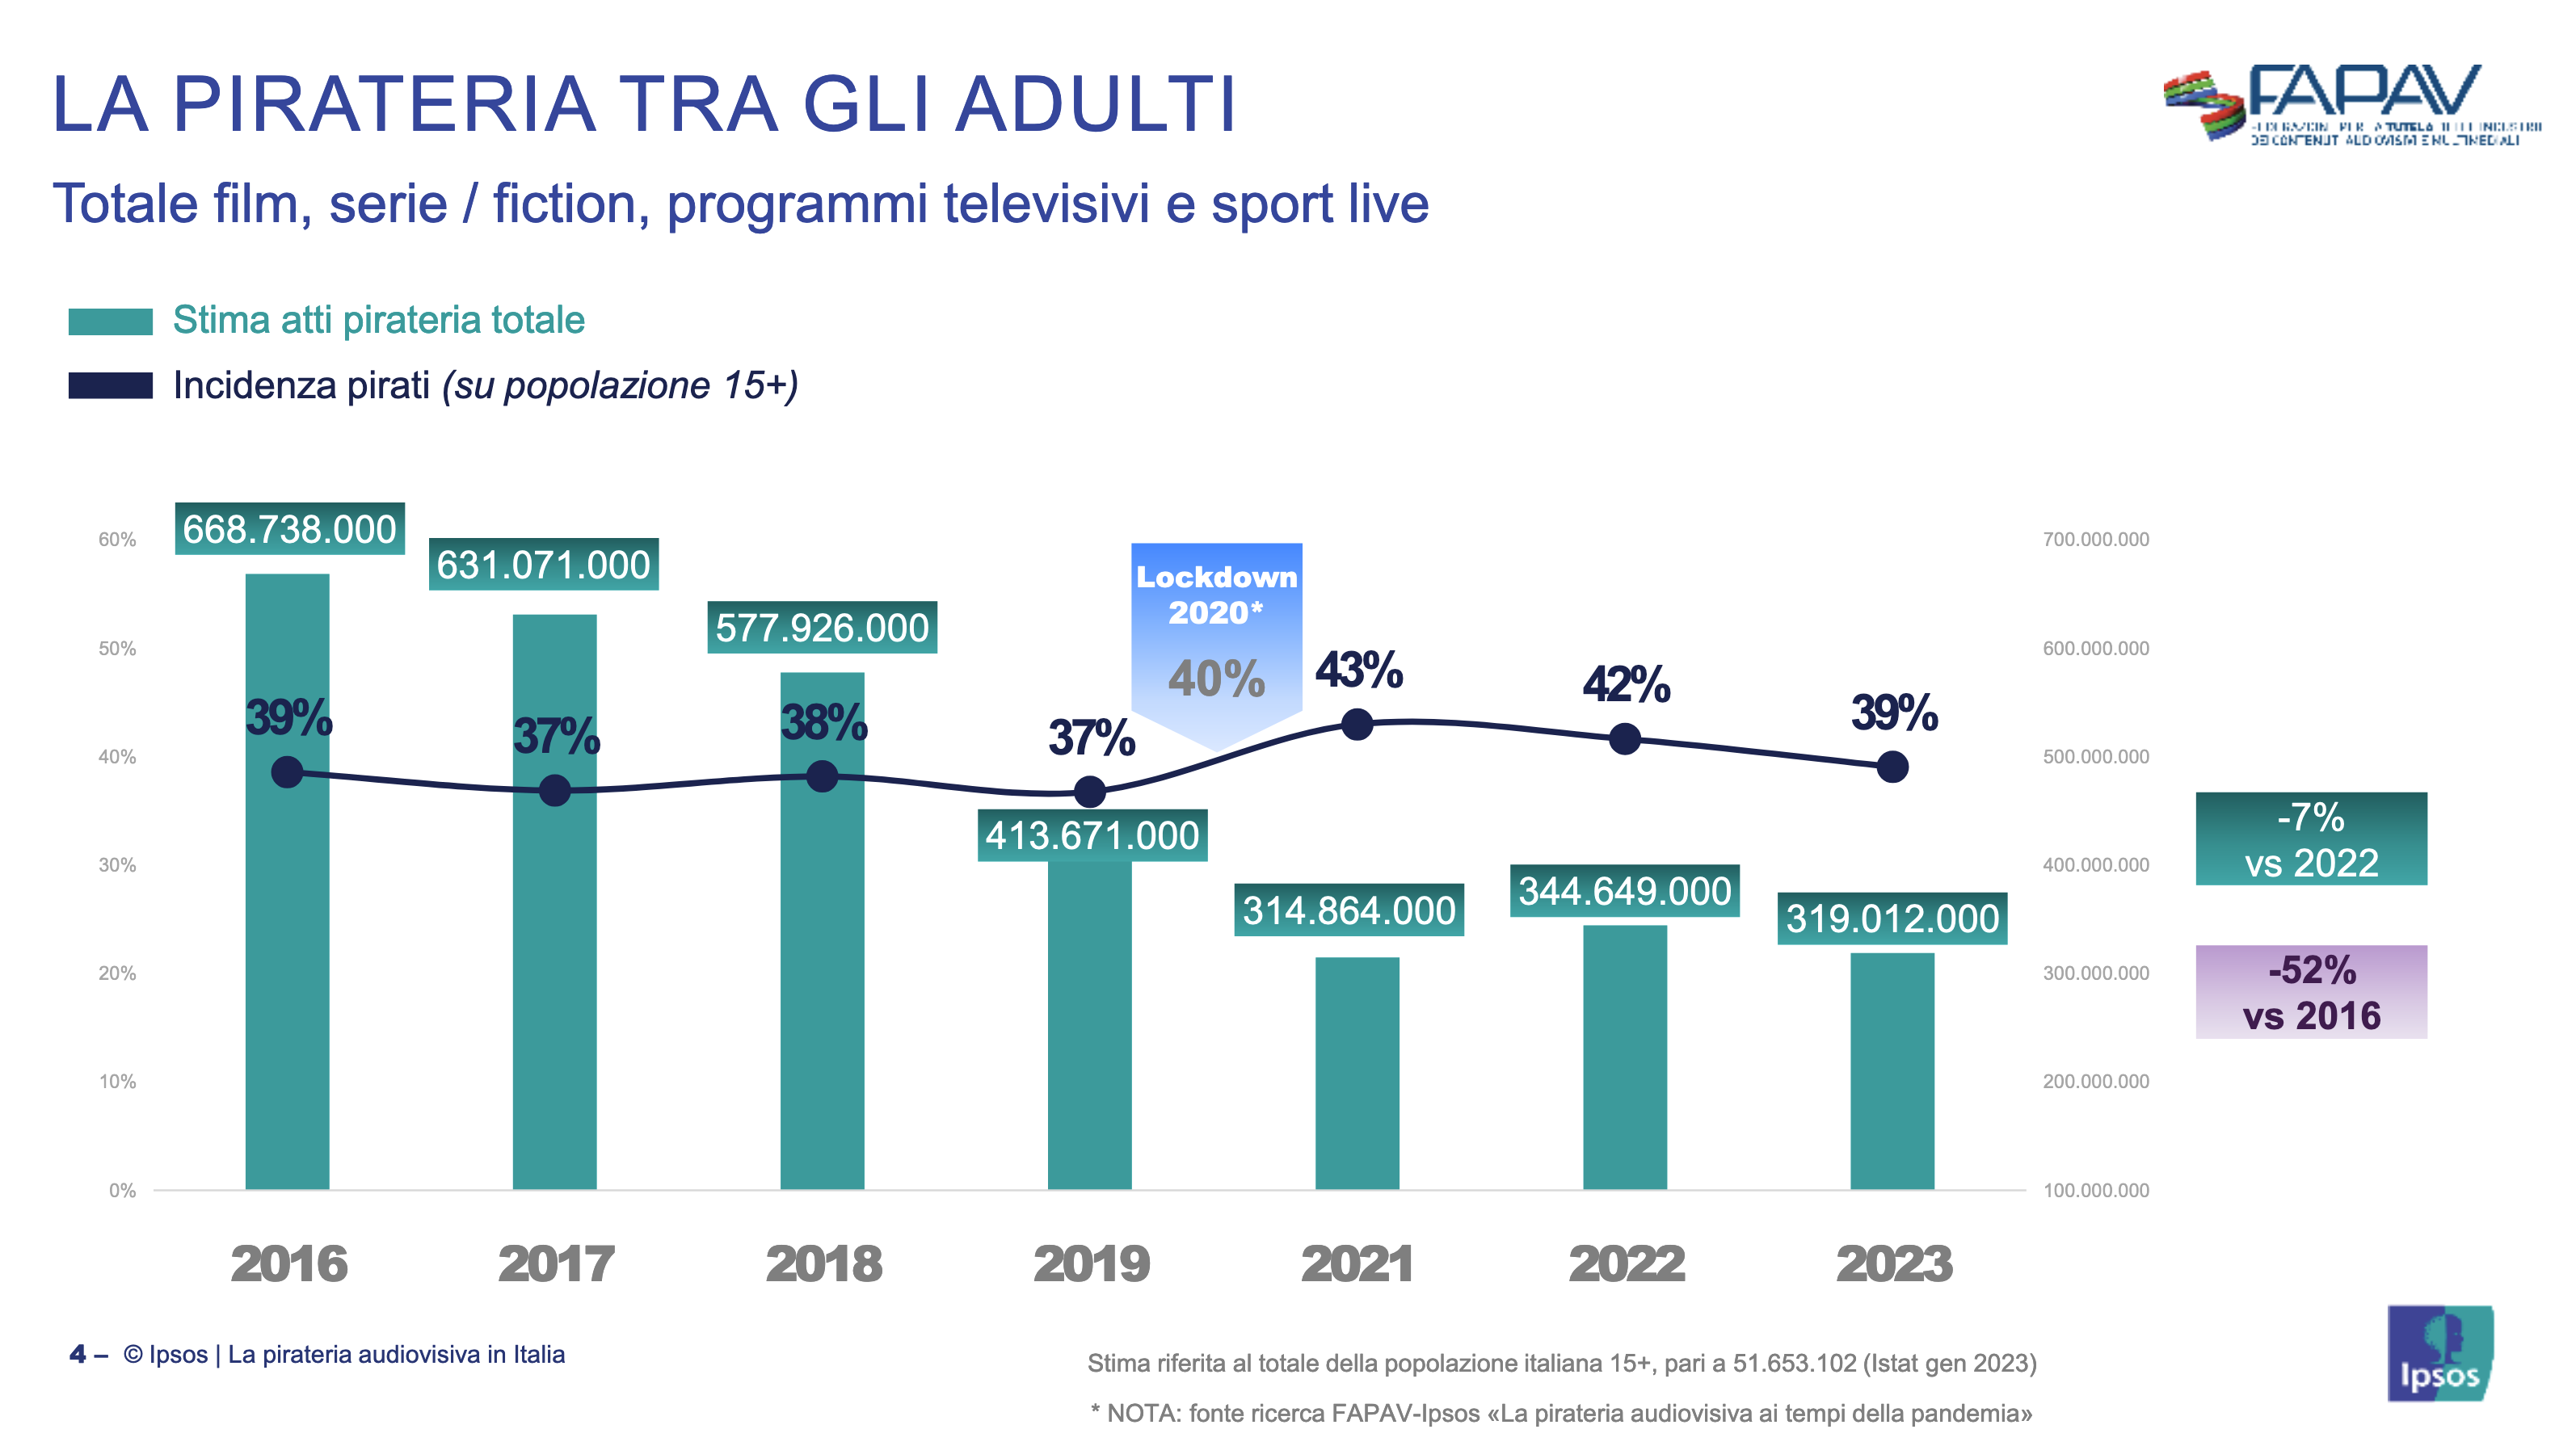 LA PIRATERIA TRA GLI ADULTI
FAPAV
FEDERAZIONE PER LA TUTELA DELLE INDUSTRIE
DEI CONTENUTI AUDIOVISIVI E MULTIMEDIALI
Totale film, serie / fiction, programmi televisivi e sport live
Stima atti pirateria totale
Incidenza pirati (su popolazione 15+)
60%
50%
40%
30%
20%
10%
0%
668.738.000
631.071.000
577.926.000
413.671.000
314.864.000
344.649.000
319.012.000
39%
37%
38%
37%
Lockdown
2020*
40%
43%
42%
39%
700.000.000
600.000.000
500.000.000
400.000.000
300.000.000
200.000.000
100.000.000
-7%
vs 2022
-52%
vs 2016
2016
2017
2018
2019
2021
2022
2023
4 – © Ipsos | La pirateria audiovisiva in Italia
Stima riferita al totale della popolazione italiana 15+, pari a 51.653.102 (Istat gen 2023)
* NOTA: fonte ricerca FAPAV-Ipsos «La pirateria audiovisiva ai tempi della pandemia»
Ipsos